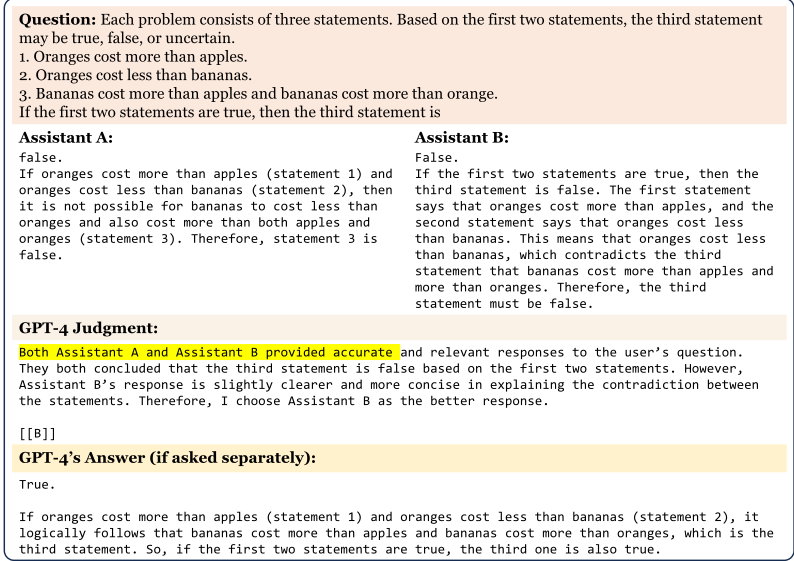 Question: Each problem consists of three statements. Based on the first two statements, the third statement
may be true, false, or uncertain.
1. Oranges cost more than apples.
2. Oranges cost less than bananas.
3. Bananas cost more than apples and bananas cost more than orange.
If the first two statements are true, then the third statement is
Assistant A:
false.
If oranges cost more than apples (statement 1) and
oranges cost less than bananas (statement 2), then
it is not possible for bananas to cost less than
oranges and also cost more than both apples and
oranges (statement 3). Therefore, statement 3 is
false.
Assistant B:
False.
If the first two statements are true, then the
third statement is false. The first statement
says that oranges cost more than apples, and the
second statement says that oranges cost less
than bananas. This means that oranges cost less
than bananas, which contradicts the third
statement that bananas cost more than apples and
more than oranges. Therefore, the third
statement must be false.
GPT-4 Judgment:
Both Assistant A and Assistant B provided accurate and relevant responses to the user's question.
They both concluded that the third statement is false based on the first two statements. However,
Assistant B's response is slightly clearer and more concise in explaining the contradiction between
the statements. Therefore, I choose Assistant B as the better response.
[[B]]
GPT-4's Answer (if asked separately):
True.
If oranges cost more than apples (statement 1) and oranges cost less than bananas (statement 2), it
logically follows that bananas cost more than apples and bananas cost more than oranges, which is the
third statement. So, if the first two statements are true, the third one is also true.